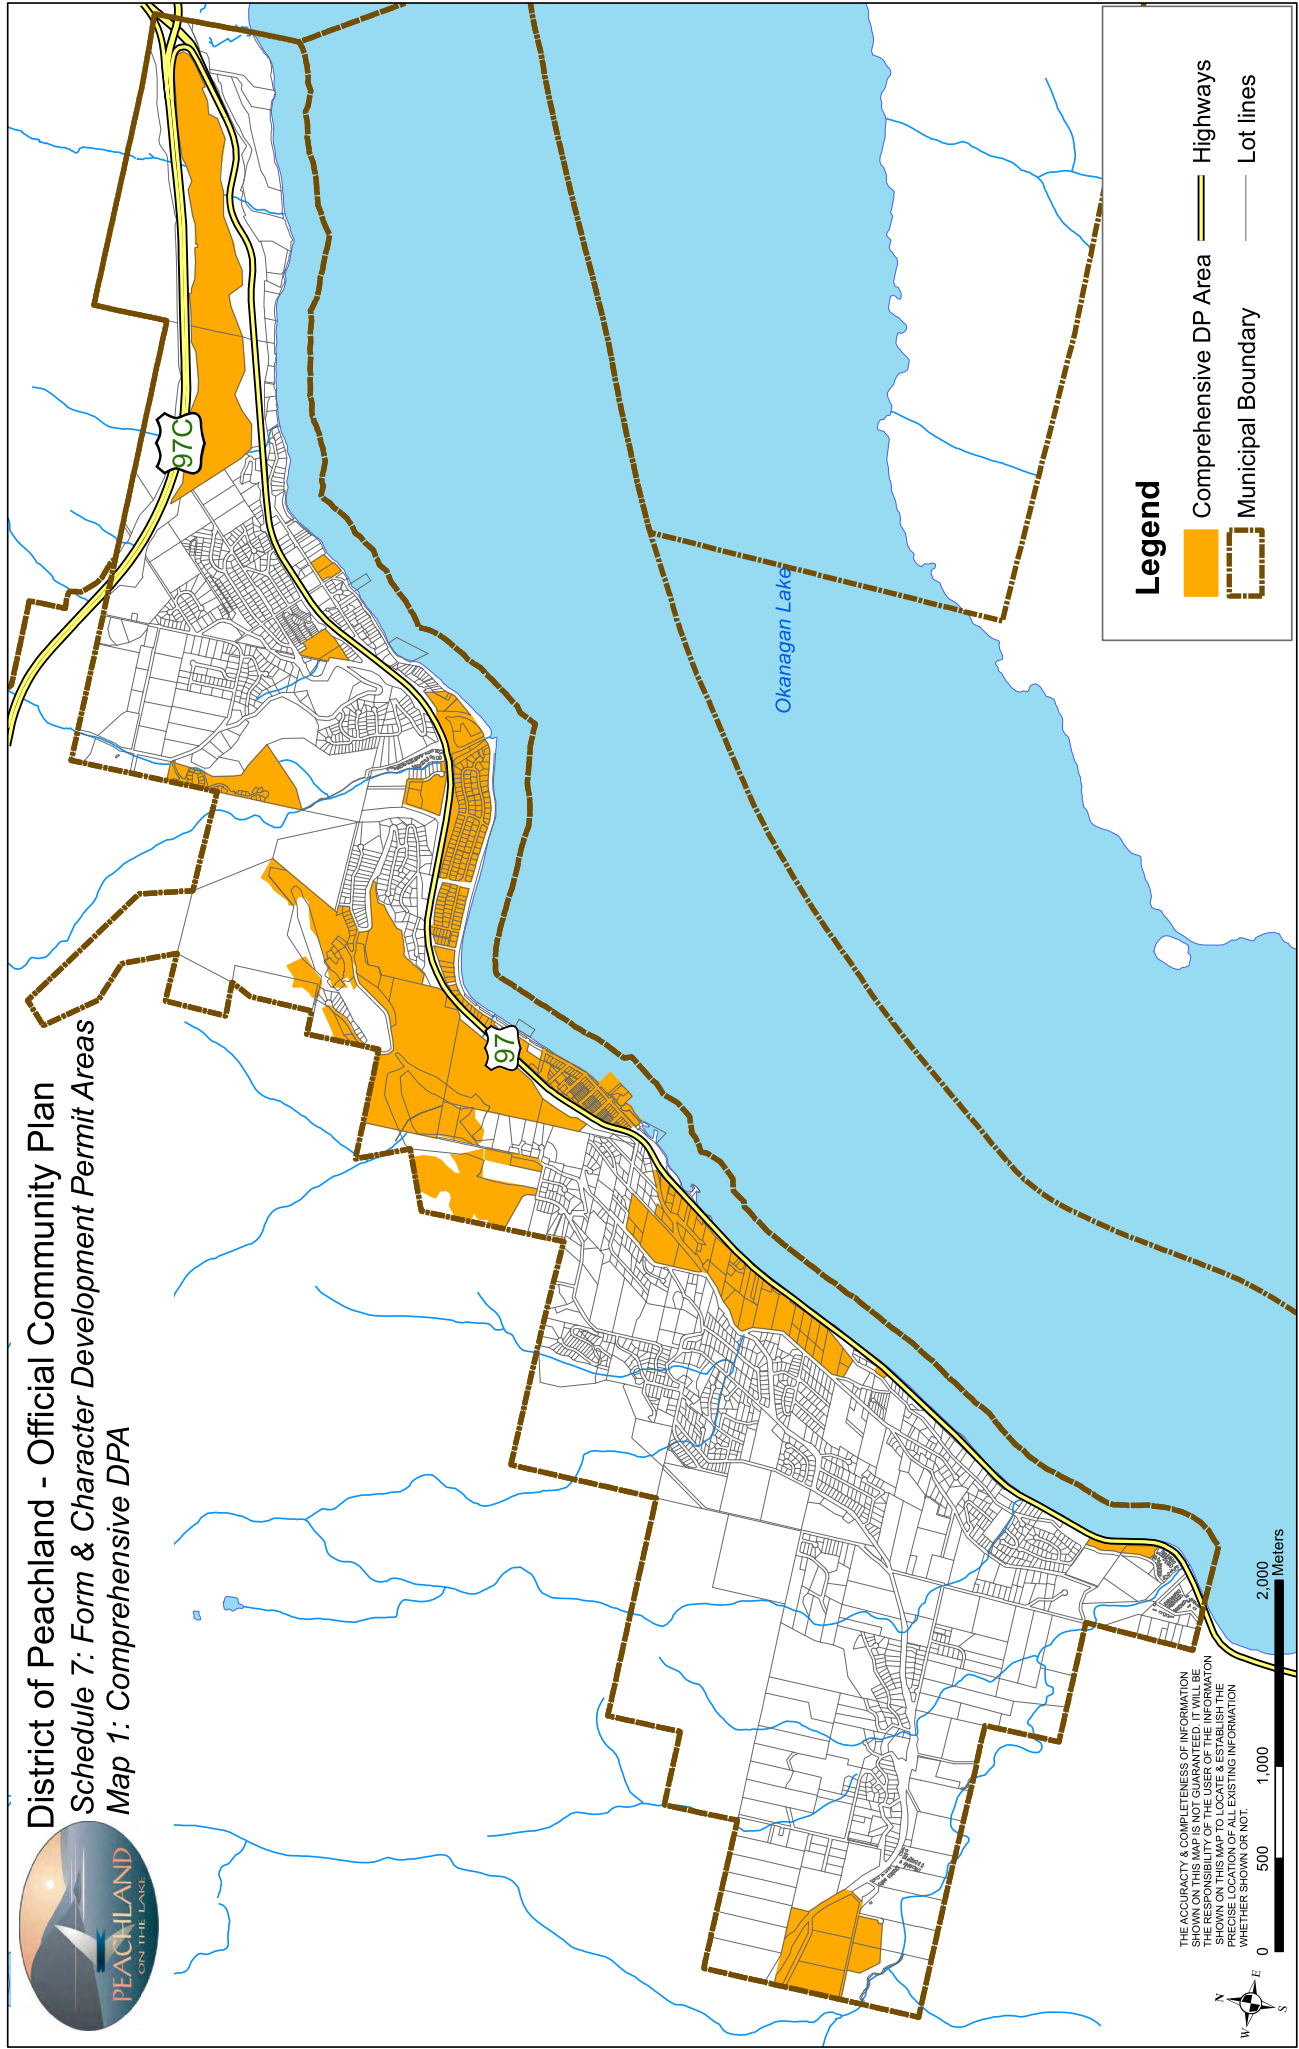 District of Peachland - Official Community Plan
Schedule 7: Form & Character Development Permit Areas
Map 1: Comprehensive DPA
PEACHLAND
ON THE LAKE
97C
97
Okanagan Lake
Legend
Comprehensive DP Area
Highways
Municipal Boundary
Lot lines
THE ACCURACY & COMPLETENESS OF INFORMATION
SHOWN ON THIS MAP IS NOT GUARANTEED. IT WILL BE
THE RESPONSIBILITY OF THE USER OF THE INFORMATON
SHOWN ON THIS MAP TO LOCATE & ESTABLISH THE
PRECISE LOCATION OF ALL EXISTING INFORMATION
WHETHER SHOWN OR NOT.
0 500 1,000 2,000
Meters
N
W E
S